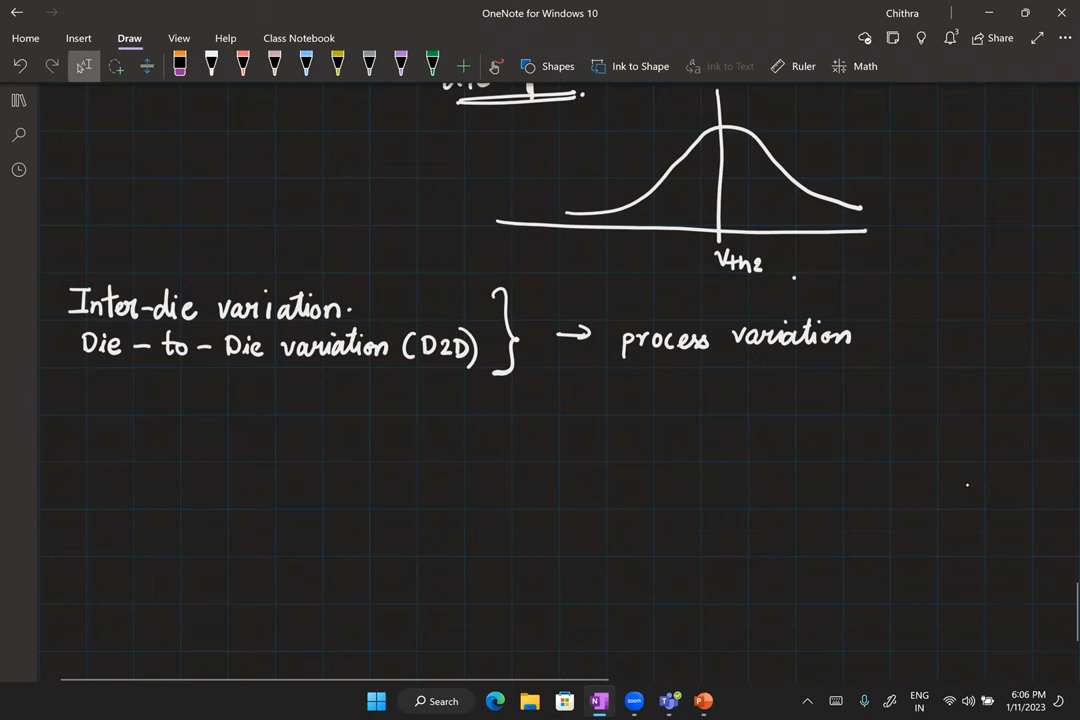 OneNote for Windows 10
Chithra
Home Insert Draw View Help Class Notebook
3 Share
Shapes Ink to Shape Ink to Text Ruler Math
Vth2
Inter-die variation.
Die - to - Die variation (D2D) } → process variation
Search
ENG
IN
6:06 PM
1/11/2023